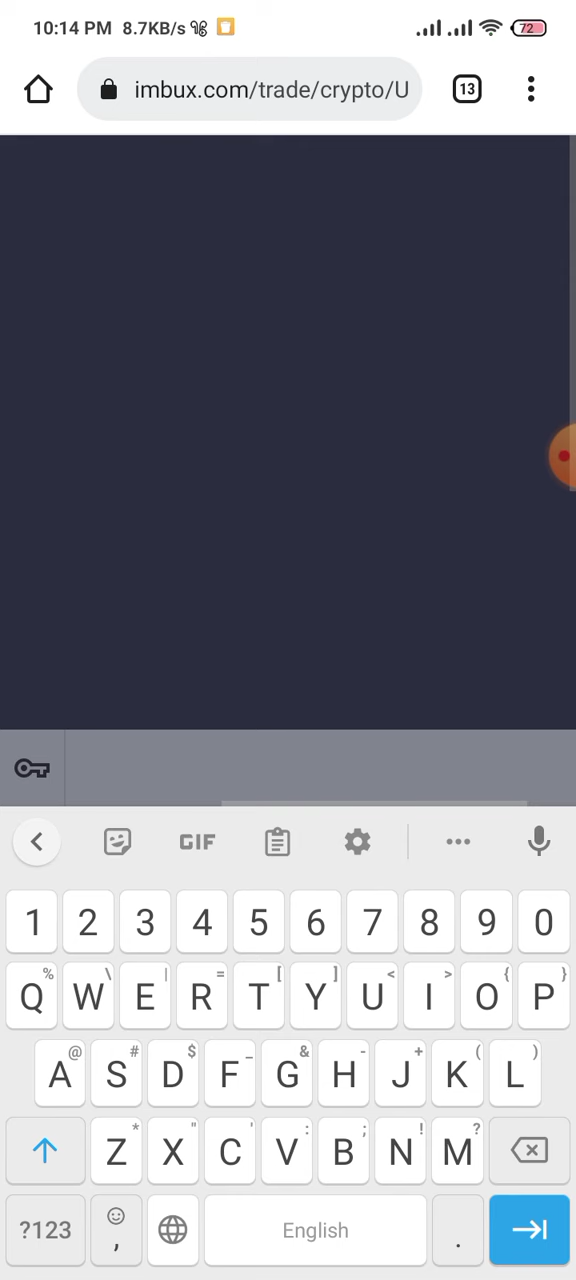 10:14 PM 8.7KB/s 72
imbux.com/trade/crypto/U 13
GIF
1 2 3 4 5 6 7 8 9 0
% \ | = [ ] < > { }
Q W E R T Y U I O P
@ # $ _ & - + ( )
A S D F G H J K L
* " ' : ; ! ?
Z X C V B N M
?123 , English .